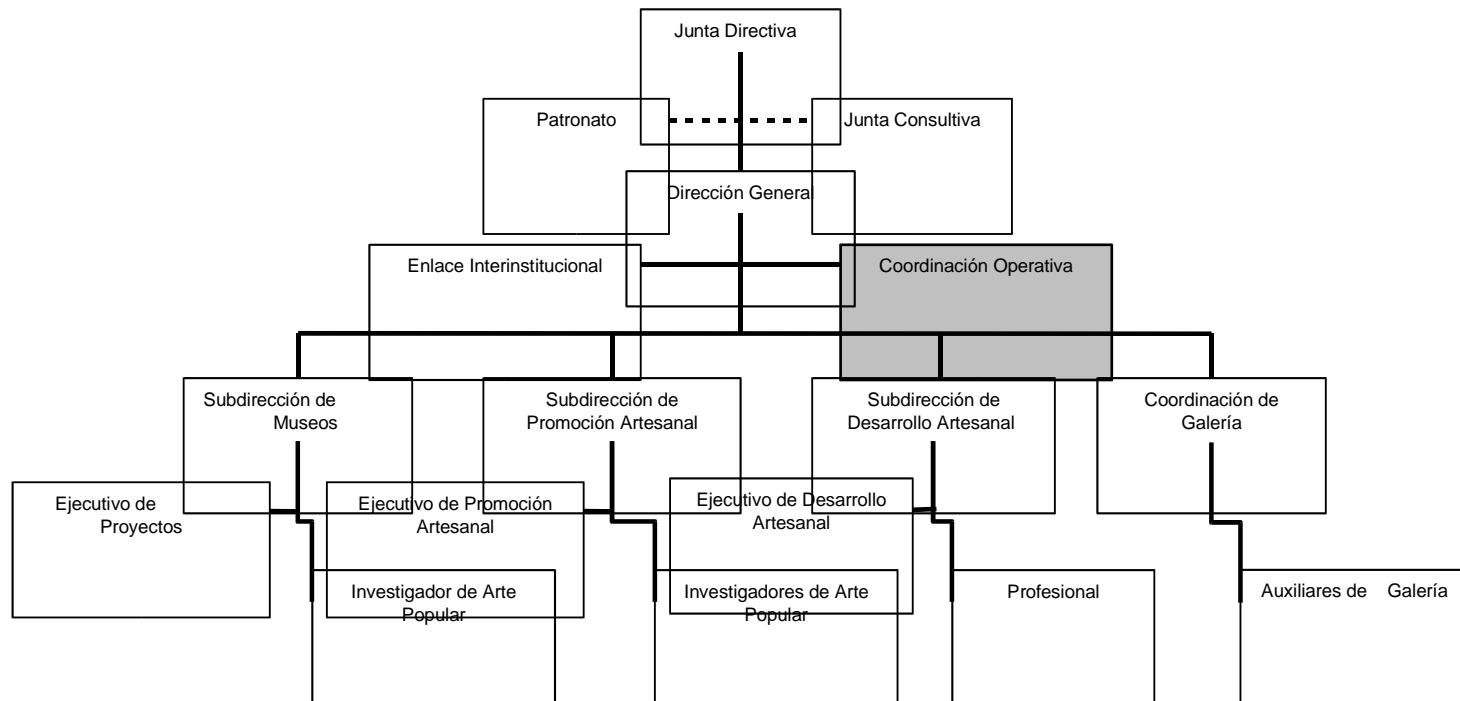 Junta Directiva
Patronato
Junta Consultiva
Dirección General
Enlace Interinstitucional
Coordinación Operativa
Subdirección de
Museos
Subdirección de
Promoción Artesanal
Subdirección de
Desarrollo Artesanal
Coordinación de
Galería
Ejecutivo de
Proyectos
Ejecutivo de Promoción
Artesanal
Ejecutivo de Desarrollo
Artesanal
Investigador de Arte
Popular
Investigadores de Arte
Popular
Profesional
Auxiliares de Galería